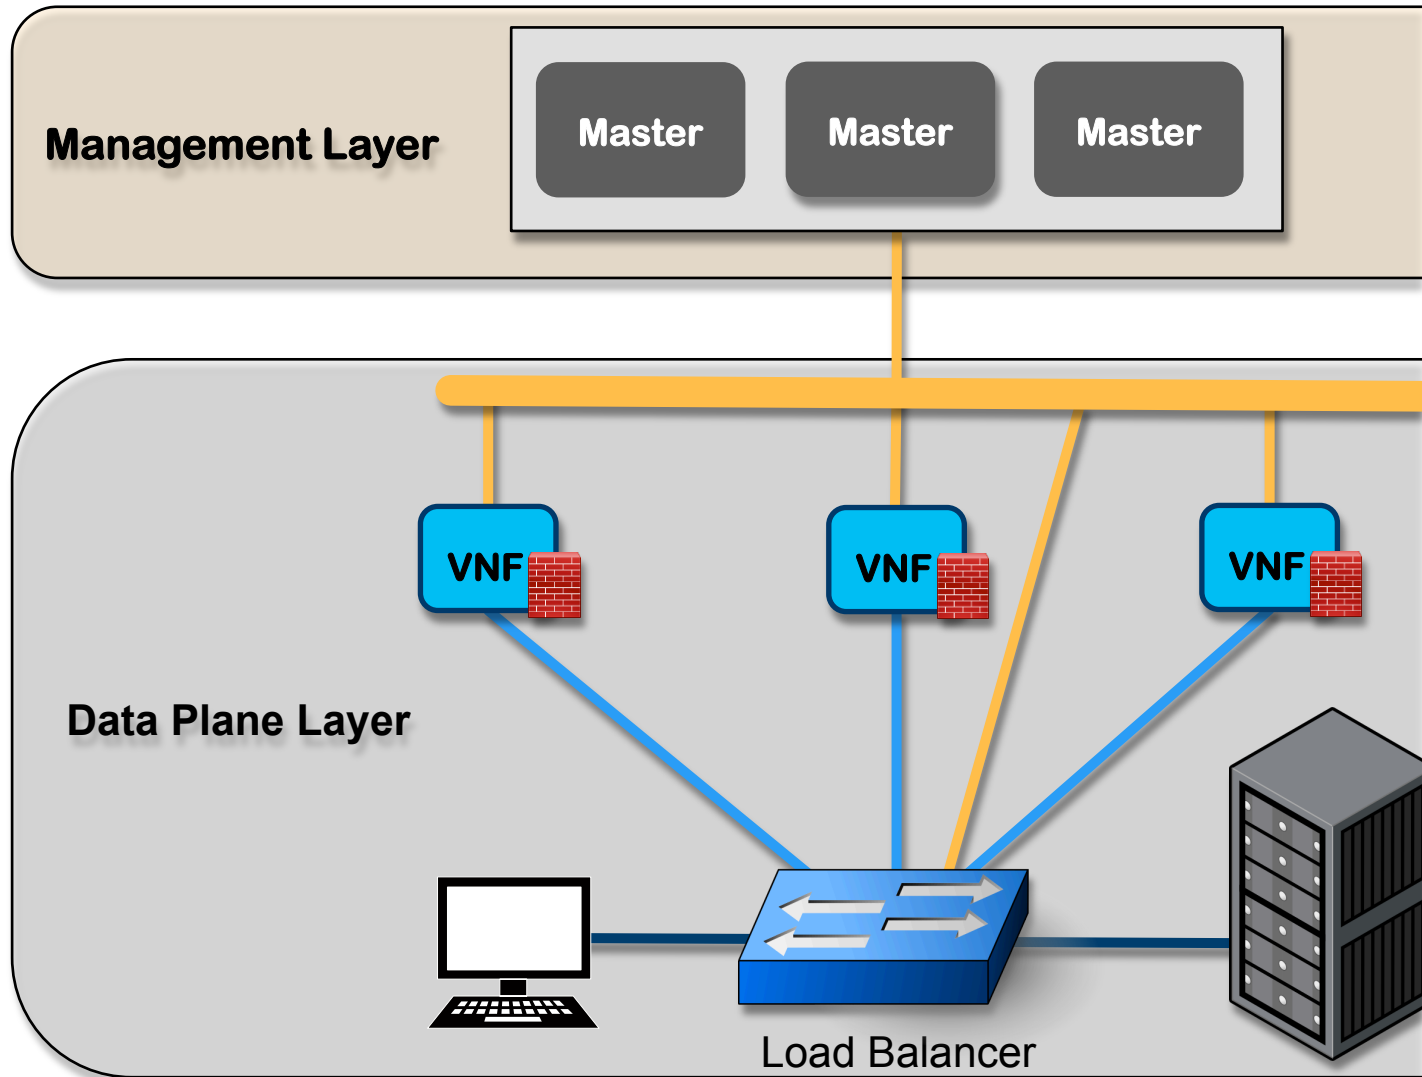 Management Layer
Master
Master
Master
VNF
VNF
VNF
Data Plane Layer
Load Balancer